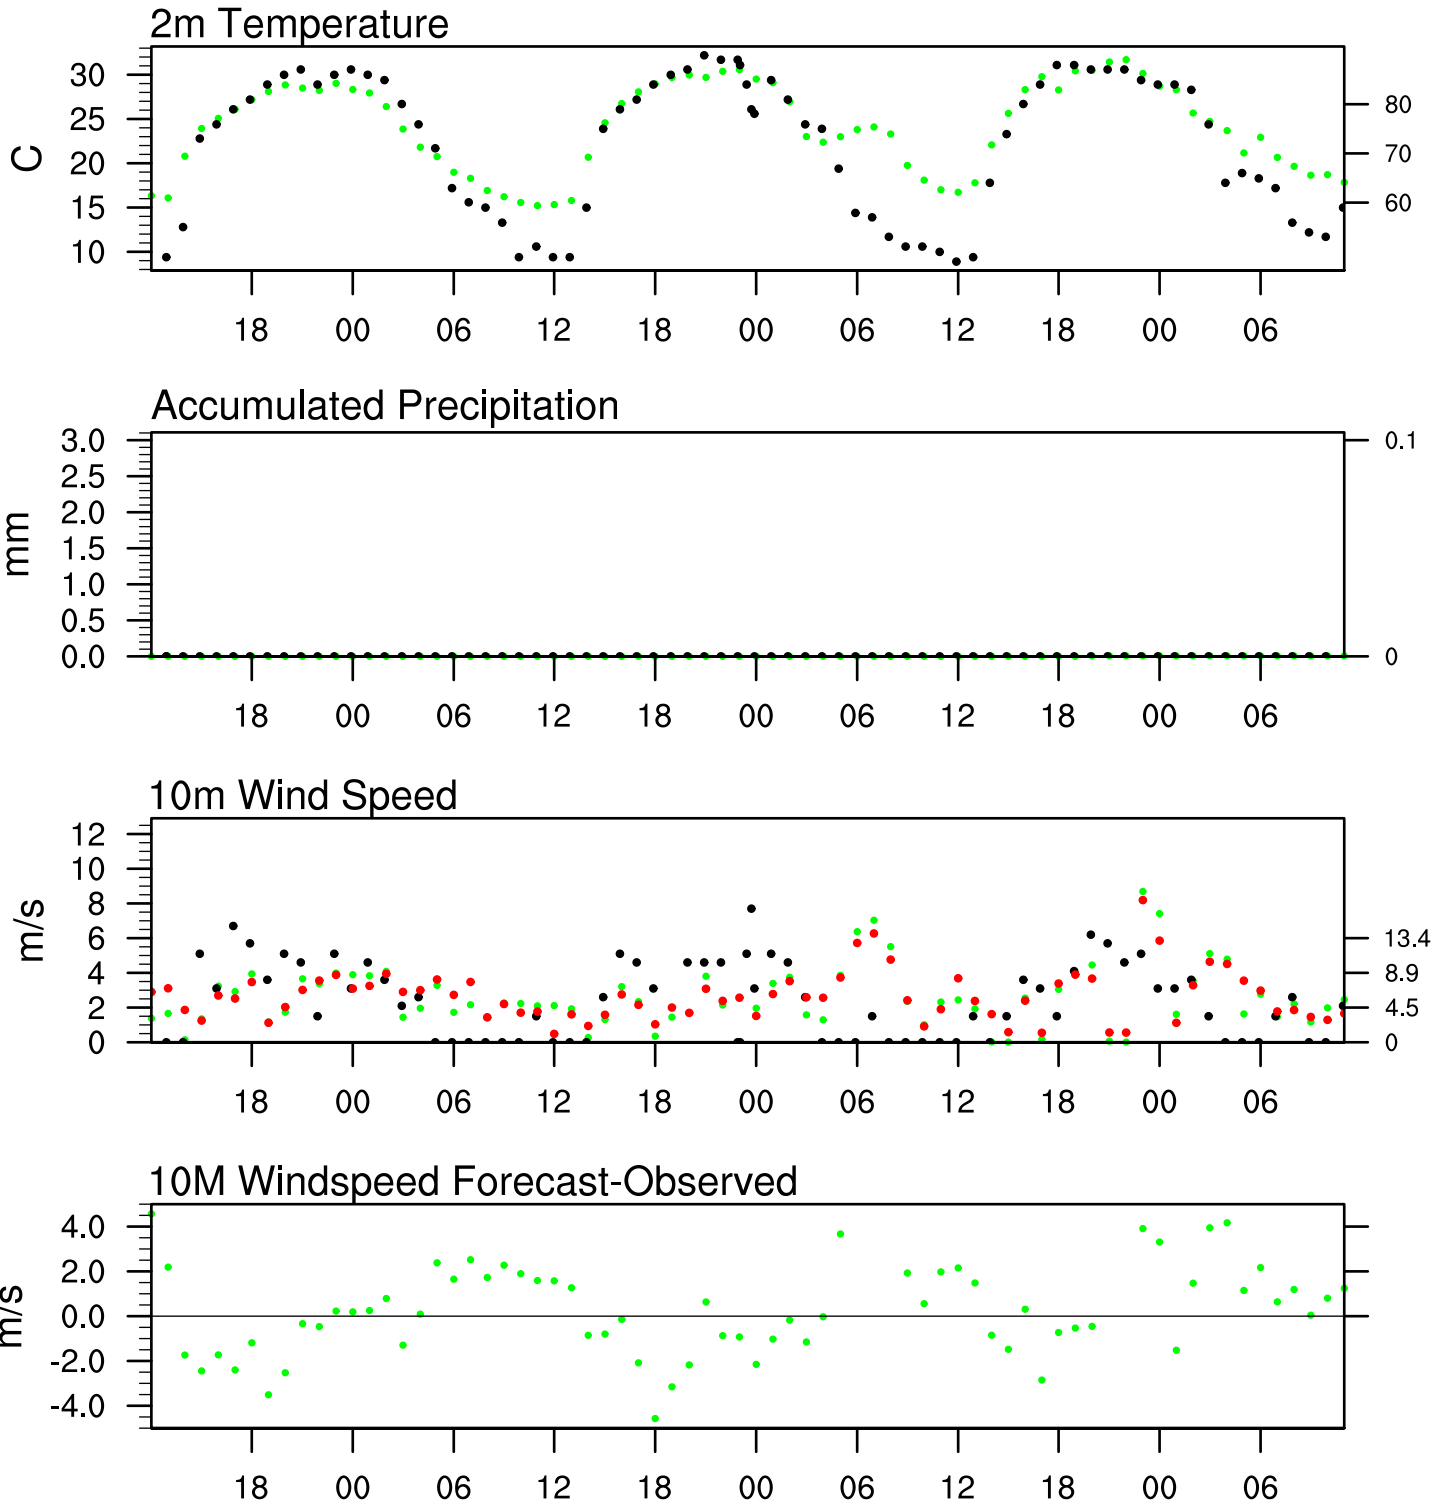 2m Temperature
30
25
20
15
10
C
80
70
60
18 00 06 12 18 00 06 12 18 00 06
Accumulated Precipitation
3.0
2.5
2.0
1.5
1.0
0.5
0.0
mm
0.1
0
18 00 06 12 18 00 06 12 18 00 06
10m Wind Speed
12
10
8
6
4
2
0
m/s
13.4
8.9
4.5
0
18 00 06 12 18 00 06 12 18 00 06
10M Windspeed Forecast-Observed
4.0
2.0
0.0
-2.0
-4.0
m/s
18 00 06 12 18 00 06 12 18 00 06